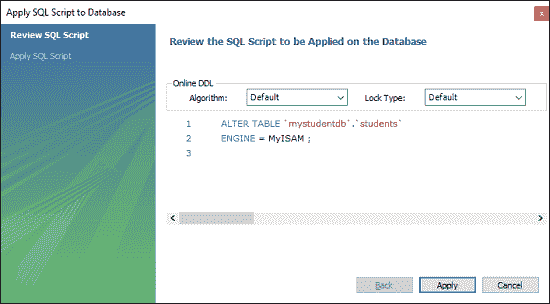 Apply SQL Script to Database
x
Review SQL Script
Apply SQL Script
Review the SQL Script to be Applied on the Database
Online DDL
Algorithm: Default Lock Type: Default
1 ALTER TABLE `mystudentdb`.`students`
2 ENGINE = MyISAM ;
3
Back Apply Cancel